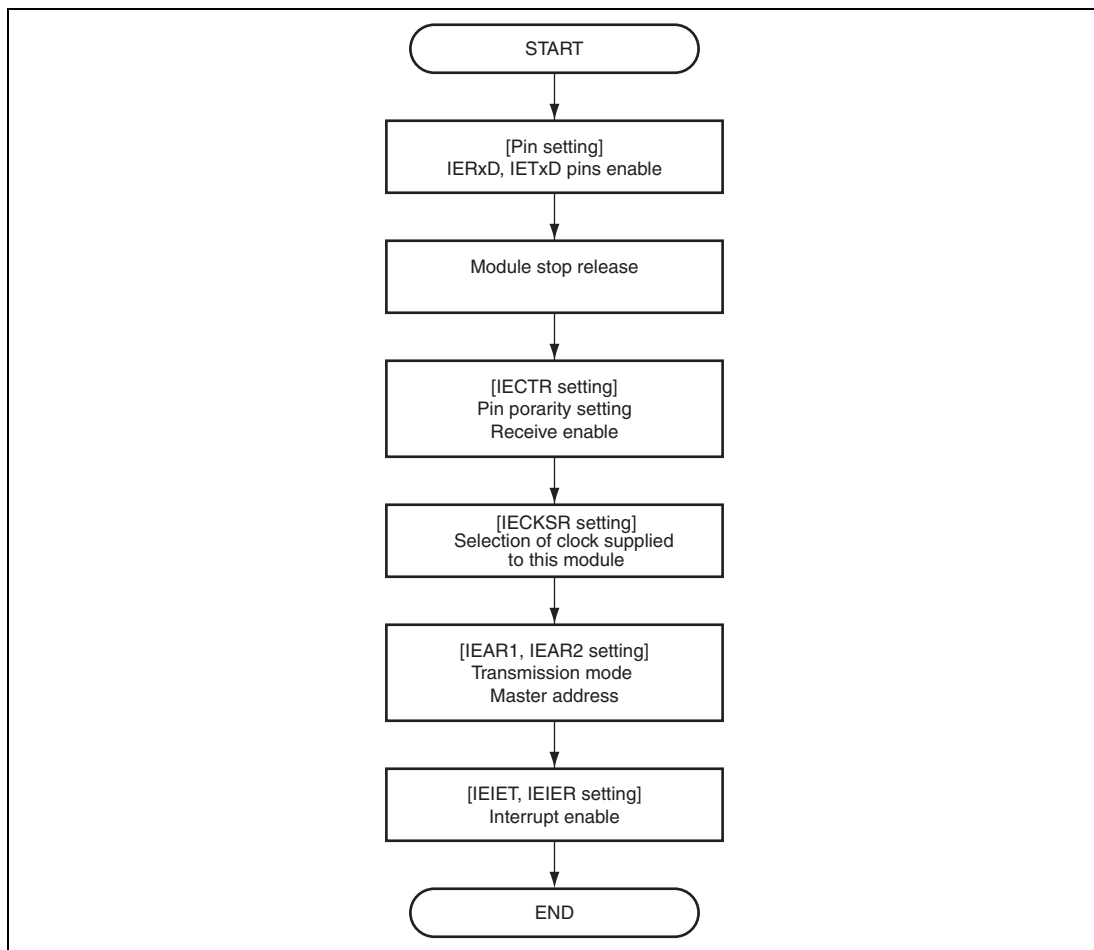 START
[Pin setting]
IERxD, IETxD pins enable
Module stop release
[IECTR setting]
Pin porarity setting
Receive enable
[IECKSR setting]
Selection of clock supplied
to this module
[IEAR1, IEAR2 setting]
Transmission mode
Master address
[IEIET, IEIER setting]
Interrupt enable
END